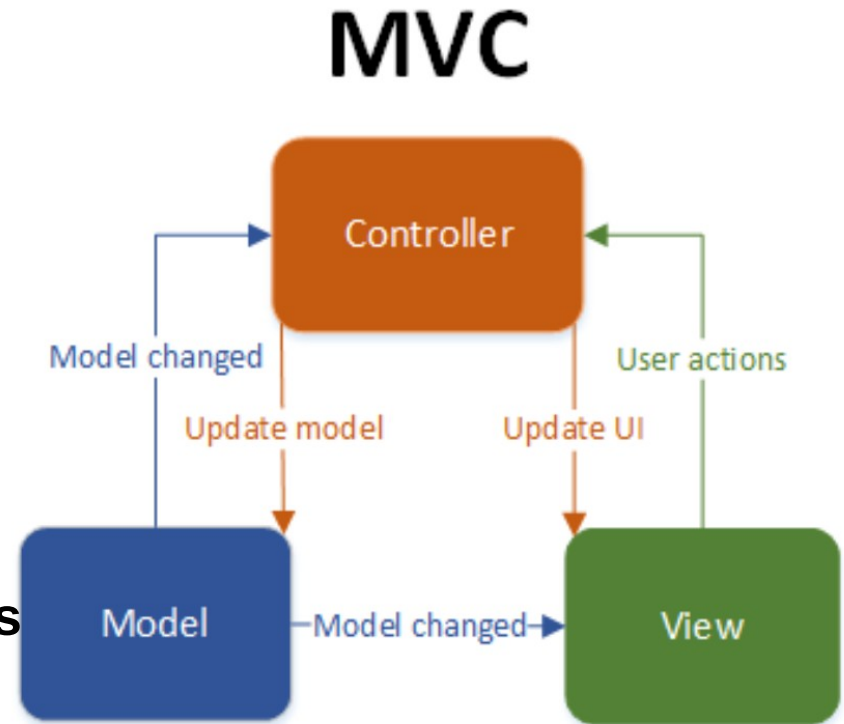 MVC
Controller
Model changed
User actions
Update model
Update UI
s
Model
Model changed
View